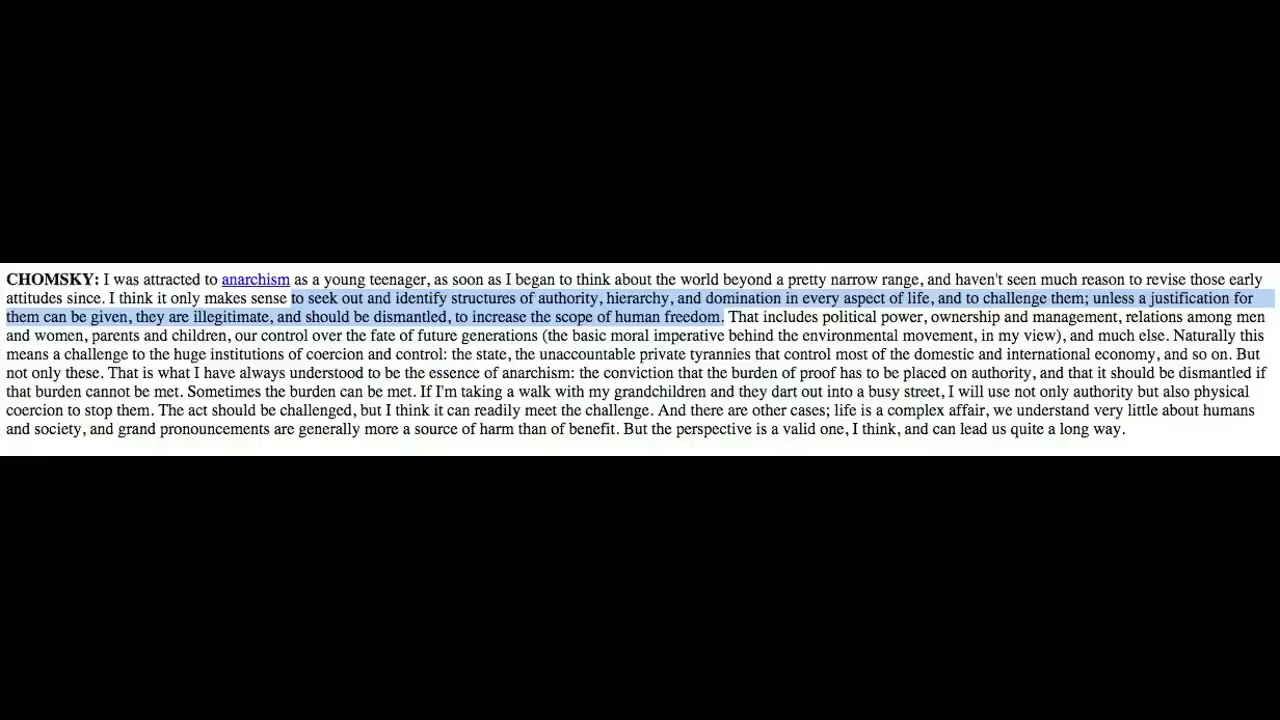 CHOMSKY: I was attracted to anarchism as a young teenager, as soon as I began to think about the world beyond a pretty narrow range, and haven't seen much reason to revise those early
attitudes since. I think it only makes sense to seek out and identify structures of authority, hierarchy, and domination in every aspect of life, and to challenge them; unless a justification for
them can be given, they are illegitimate, and should be dismantled, to increase the scope of human freedom. That includes political power, ownership and management, relations among men
and women, parents and children, our control over the fate of future generations (the basic moral imperative behind the environmental movement, in my view), and much else. Naturally this
means a challenge to the huge institutions of coercion and control: the state, the unaccountable private tyrannies that control most of the domestic and international economy, and so on. But
not only these. That is what I have always understood to be the essence of anarchism: the conviction that the burden of proof has to be placed on authority, and that it should be dismantled if
that burden cannot be met. Sometimes the burden can be met. If I'm taking a walk with my grandchildren and they dart out into a busy street, I will use not only authority but also physical
coercion to stop them. The act should be challenged, but I think it can readily meet the challenge. And there are other cases; life is a complex affair, we understand very little about humans
and society, and grand pronouncements are generally more a source of harm than of benefit. But the perspective is a valid one, I think, and can lead us quite a long way.